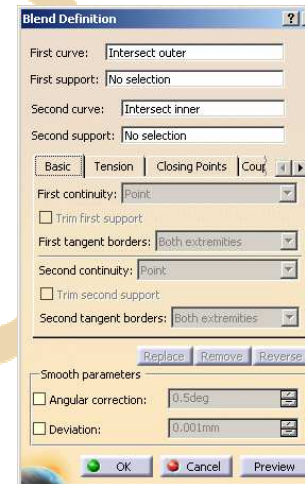 Blend Definition
First curve: Intersect outer
First support: No selection
Second curve: Intersect inner
Second support: No selection
Basic Tension Closing Points Coup
First continuity: Point
Trim first support
First tangent borders: Both extremities
Second continuity: Point
Trim second support
Second tangent borders: Both extremities
Replace Remove Reverse
Smooth parameters
Angular correction: 0.5deg
Deviation: 0.001mm
OK Cancel Preview